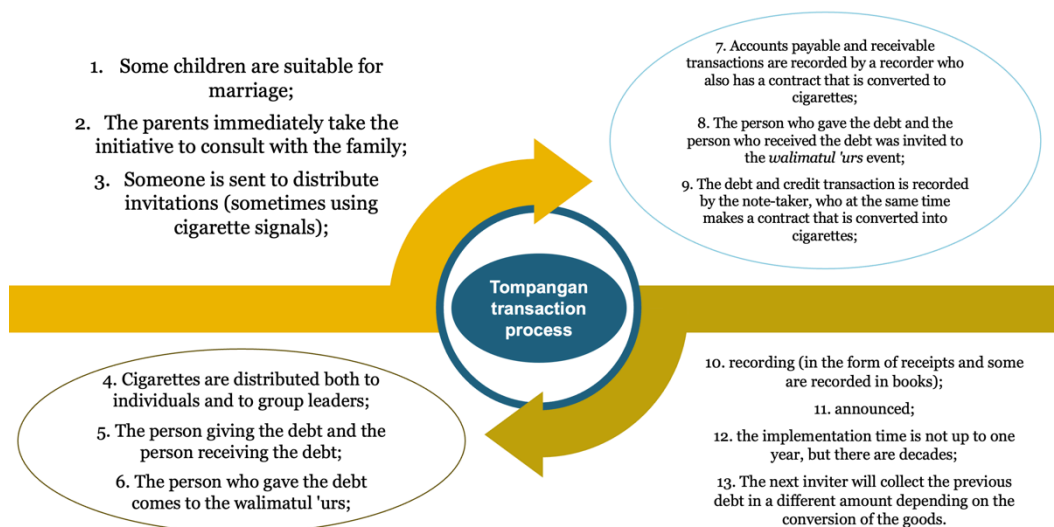 1. Some children are suitable for
marriage;
2. The parents immediately take the
initiative to consult with the family;
3. Someone is sent to distribute
invitations (sometimes using
cigarette signals);
4. Cigarettes are distributed both to
individuals and to group leaders;
5. The person giving the debt and the
person receiving the debt;
6. The person who gave the debt
comes to the walimatul 'urs;
Tompangan
transaction
process
7. Accounts payable and receivable
transactions are recorded by a recorder who
also has a contract that is converted to
cigarettes;
8. The person who gave the debt and the
person who received the debt was invited to
the walimatul 'urs event;
9. The debt and credit transaction is recorded
by the note-taker, who at the same time
makes a contract that is converted into
cigarettes;
10. recording (in the form of receipts and some
are recorded in books);
11. announced;
12. the implementation time is not up to one
year, but there are decades;
13. The next inviter will collect the previous
debt in a different amount depending on the
conversion of the goods.